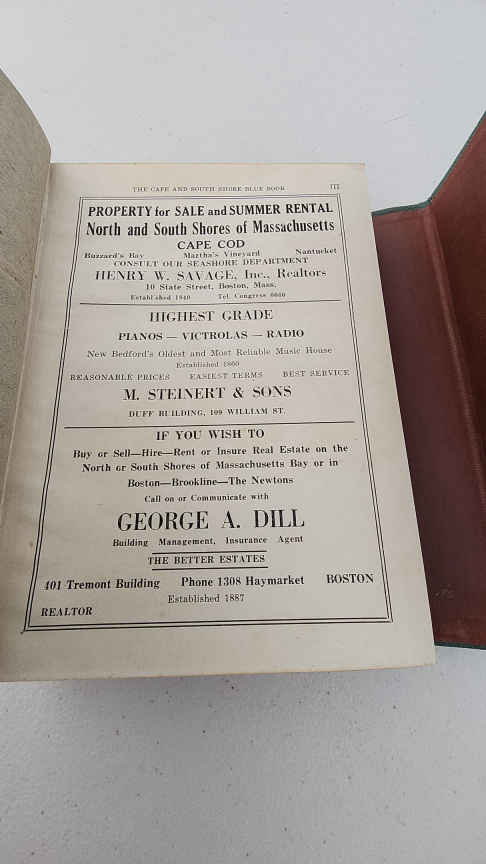 THE CAPE AND SOUTH SHORE BLUE BOOK III
PROPERTY for SALE and SUMMER RENTAL
North and South Shores of Massachusetts
CAPE COD
Buzzard's Bay Martha's Vineyard Nantucket
CONSULT OUR SEASHORE DEPARTMENT
HENRY W. SAVAGE, Inc., Realtors
10 State Street, Boston, Mass.
Established 1840 Tel. Congress
HIGHEST GRADE
PIANOS — VICTROLAS — RADIO
New Bedford's Oldest and Most Reliable Music House
Established 1860
REASONABLE PRICES EASIEST TERMS BEST SERVICE
M. STEINERT & SONS
DUFF BUILDING, 109 WILLIAM ST.
IF YOU WISH TO
Buy or Sell—Hire—Rent or Insure Real Estate on the
North or South Shores of Massachusetts Bay or in
Boston—Brookline—The Newtons
Call on or Communicate with
GEORGE A. DILL
Building Management, Insurance Agent
THE BETTER ESTATES
401 Tremont Building Phone 1308 Haymarket BOSTON
Established 1887
REALTOR